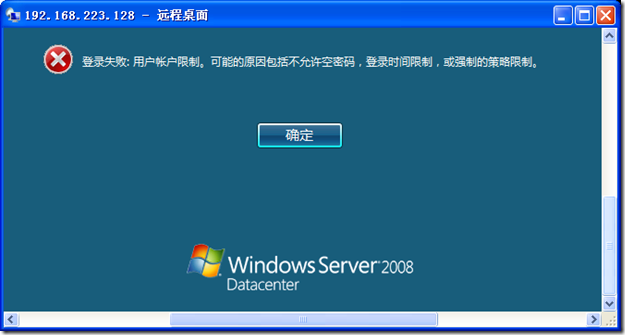 192.168.223.128 - 远程桌面
登录失败: 用户帐户限制。可能的原因包括不允许空密码，登录时间限制，或强制的策略限制。
确定
Windows Server 2008
Datacenter